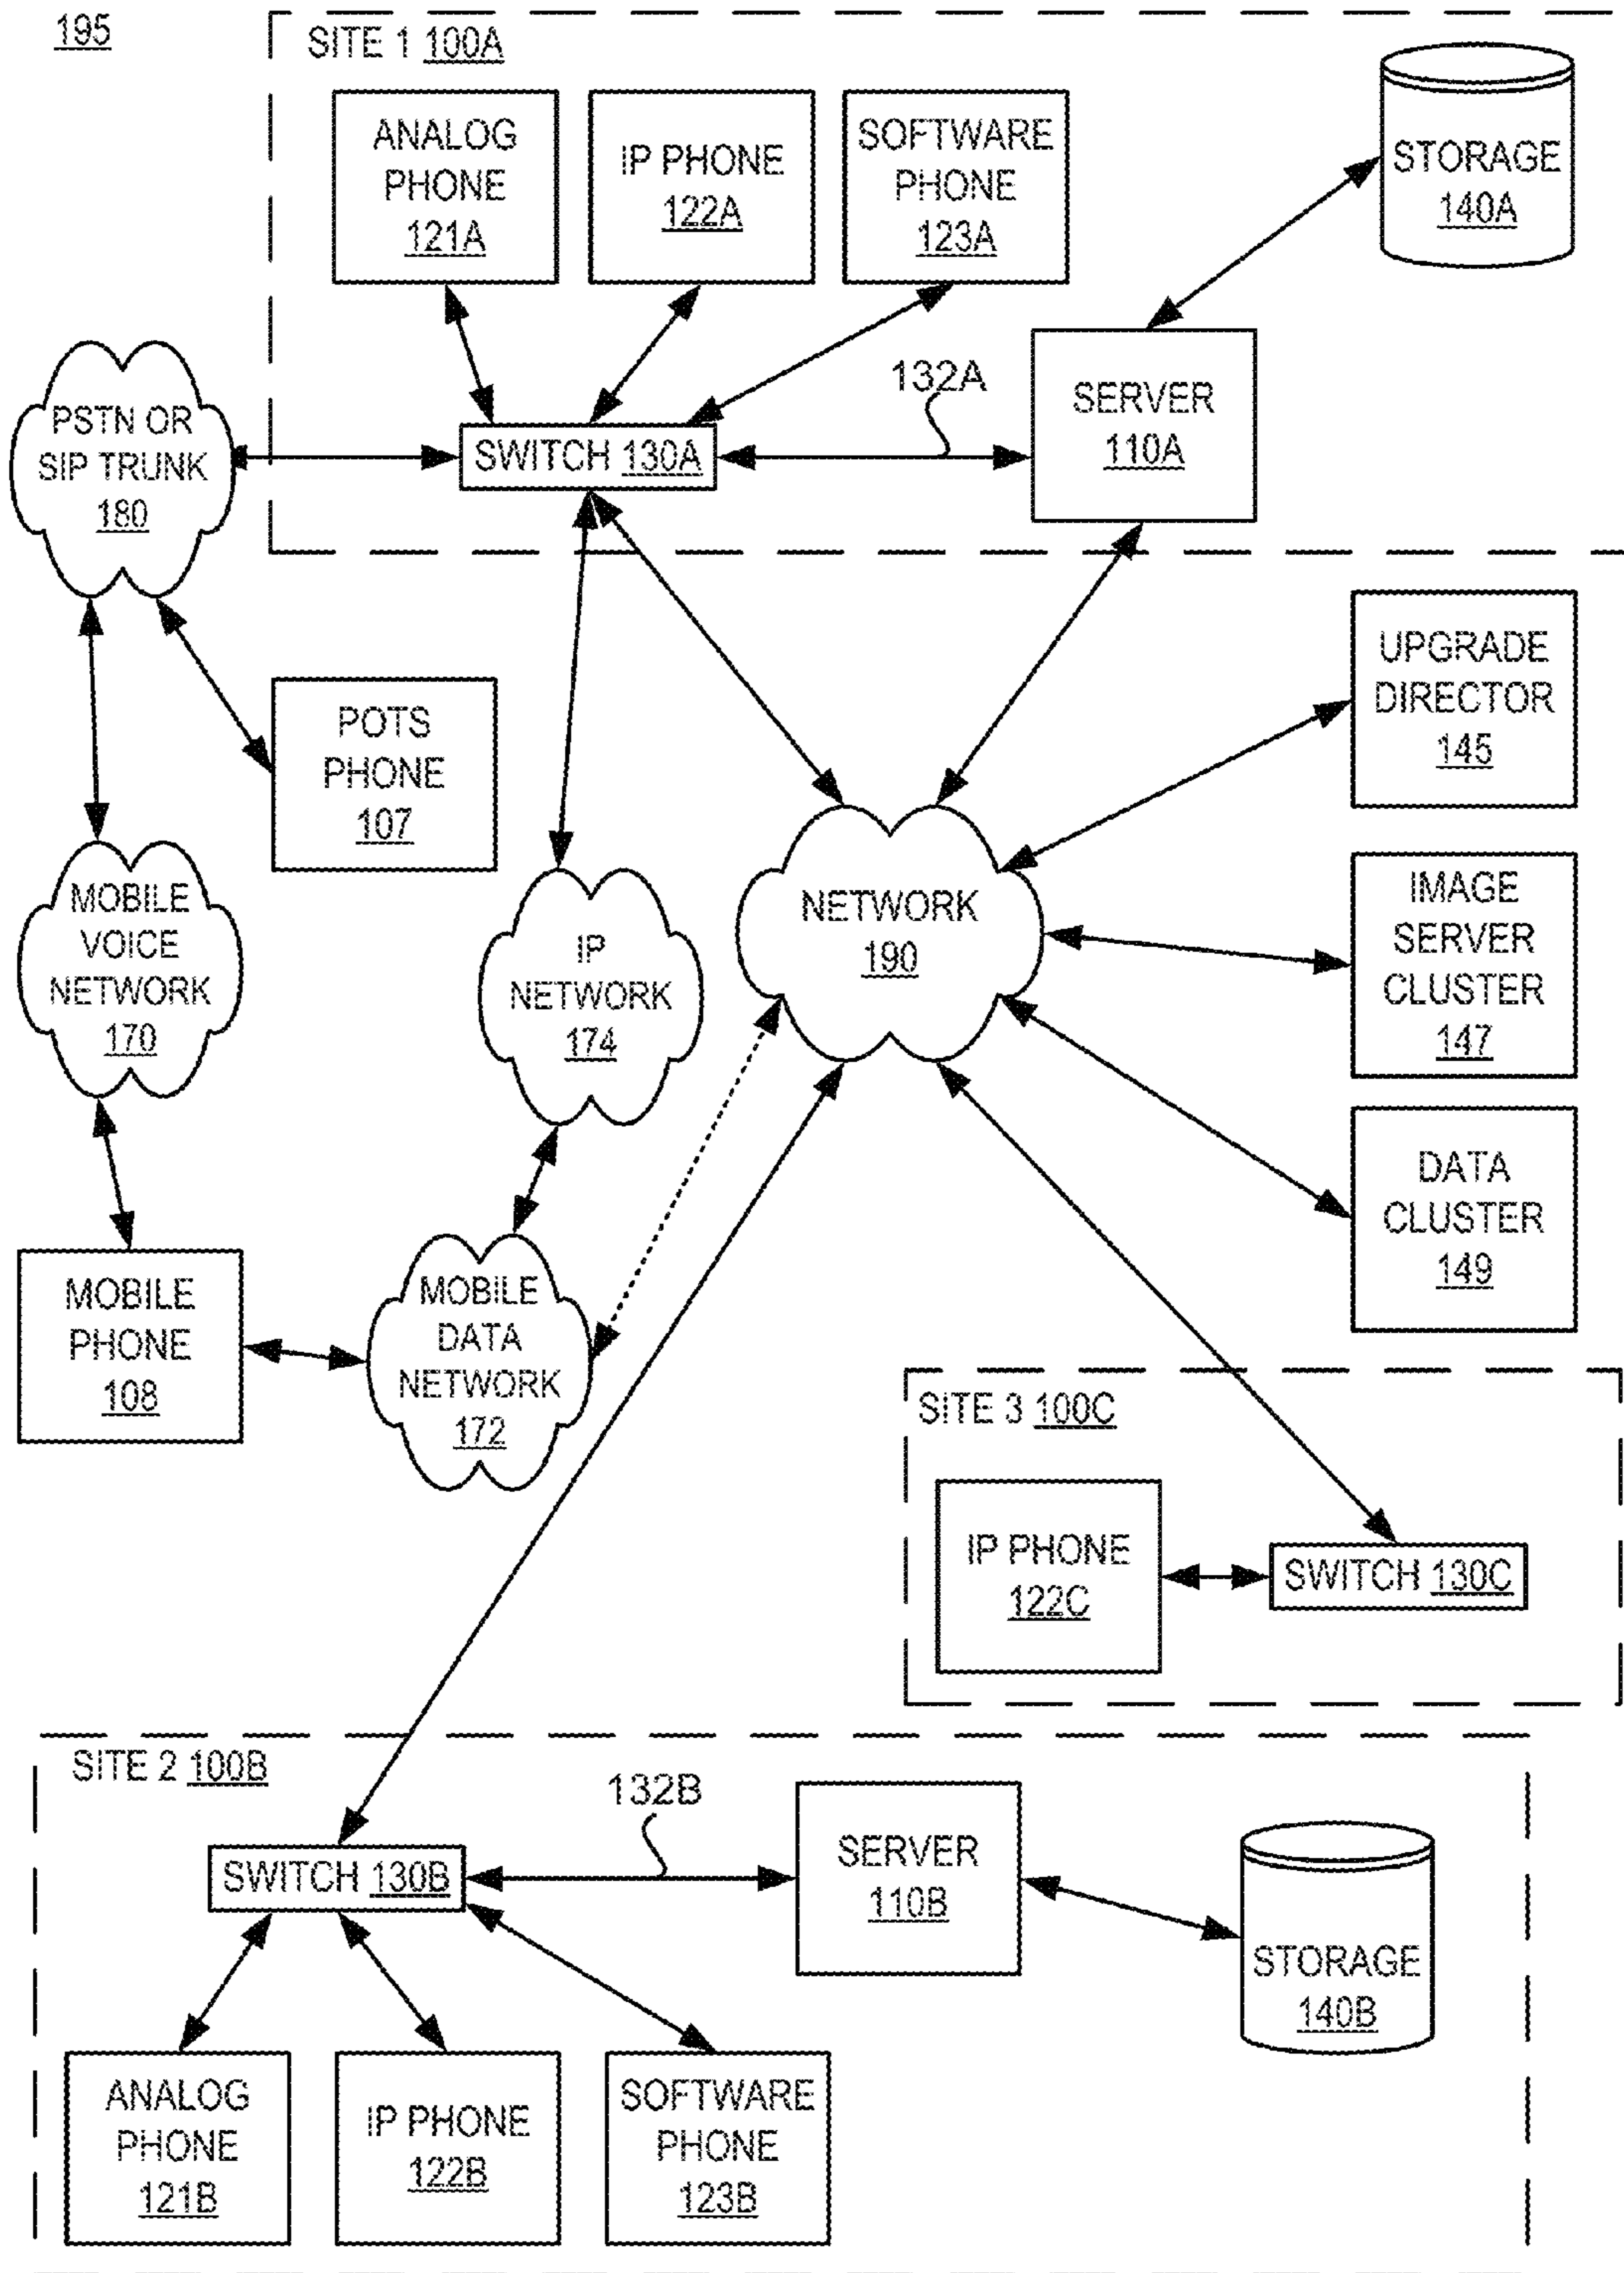 195
SITE 1 100A
ANALOG
PHONE
121A
IP PHONE
122A
SOFTWARE
PHONE
123A
STORAGE
140A
132A
SERVER
110A
PSTN OR
SIP TRUNK
180
SWITCH 130A
UPGRADE
DIRECTOR
145
POTS
PHONE
107
MOBILE
VOICE
NETWORK
170
IP
NETWORK
174
NETWORK
190
IMAGE
SERVER
CLUSTER
147
DATA
CLUSTER
149
MOBILE
PHONE
108
MOBILE
DATA
NETWORK
172
SITE 3 100C
IP PHONE
122C
SWITCH 130C
SITE 2 100B
132B
SWITCH 130B
SERVER
110B
STORAGE
140B
ANALOG
PHONE
121B
IP PHONE
122B
SOFTWARE
PHONE
123B